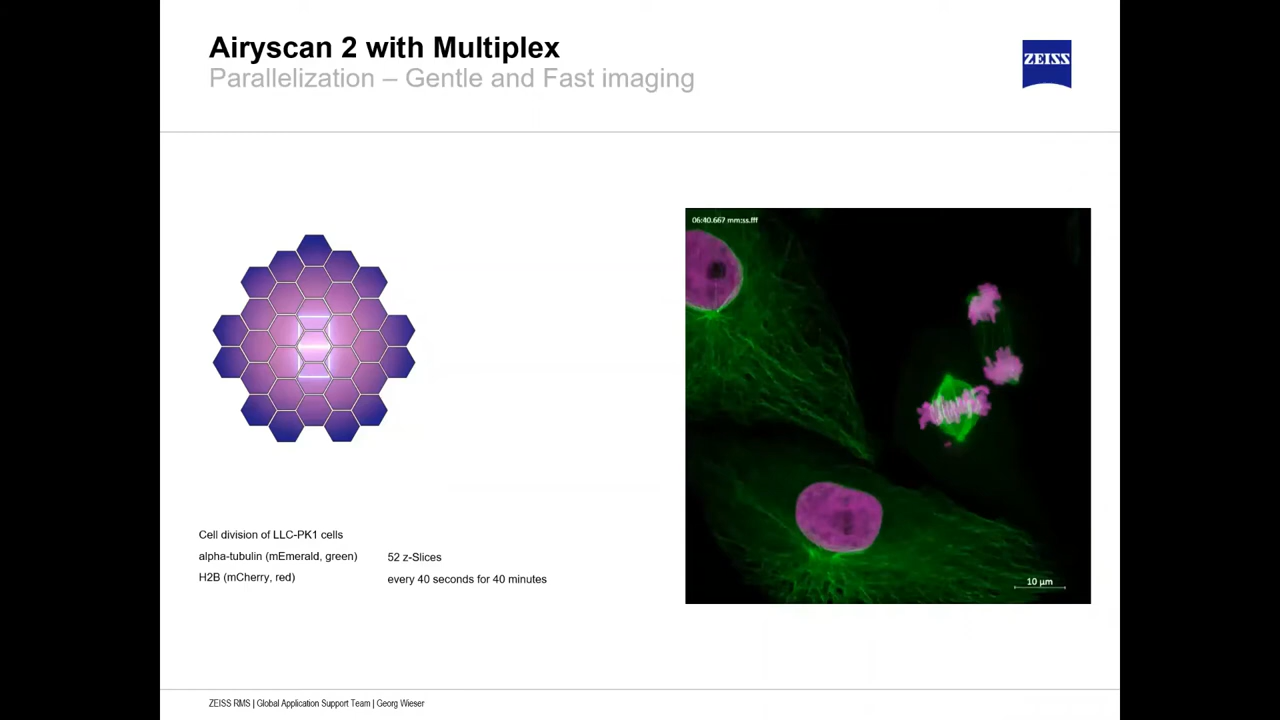 Airyscan 2 with Multiplex
Parallelization – Gentle and Fast imaging
ZEISS
06:40.667 mm:ss.fff
10 µm
Cell division of LLC-PK1 cells
alpha-tubulin (mEmerald, green)
H2B (mCherry, red)
52 z-Slices
every 40 seconds for 40 minutes
ZEISS RMS | Global Application Support Team | Georg Wieser